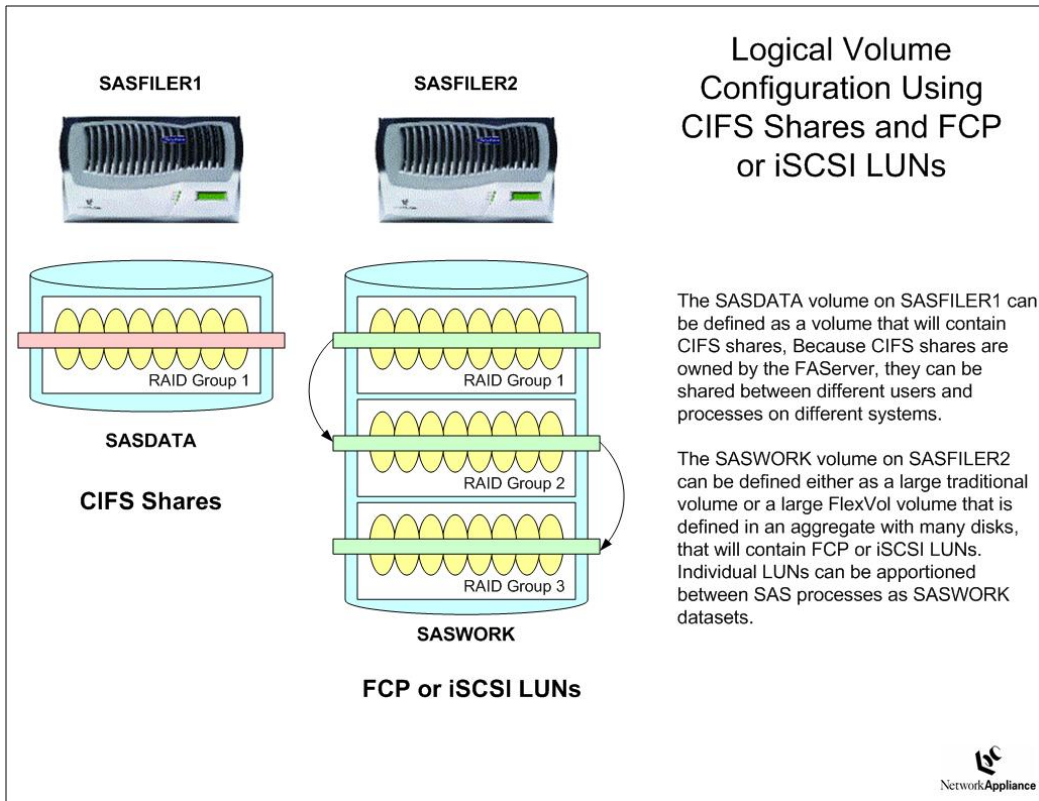 Logical Volume
Configuration Using
CIFS Shares and FCP
or iSCSI LUNs
SASFILER1
SASFILER2
RAID Group 1
SASDATA
CIFS Shares
RAID Group 1
RAID Group 2
RAID Group 3
SASWORK
FCP or iSCSI LUNs
The SASDATA volume on SASFILER1 can
be defined as a volume that will contain
CIFS shares, Because CIFS shares are
owned by the FAServer, they can be
shared between different users and
processes on different systems.
The SASWORK volume on SASFILER2
can be defined either as a large traditional
volume or a large FlexVol volume that is
defined in an aggregate with many disks,
that will contain FCP or iSCSI LUNs.
Individual LUNs can be apportioned
between SAS processes as SASWORK
datasets.
NetworkAppliance